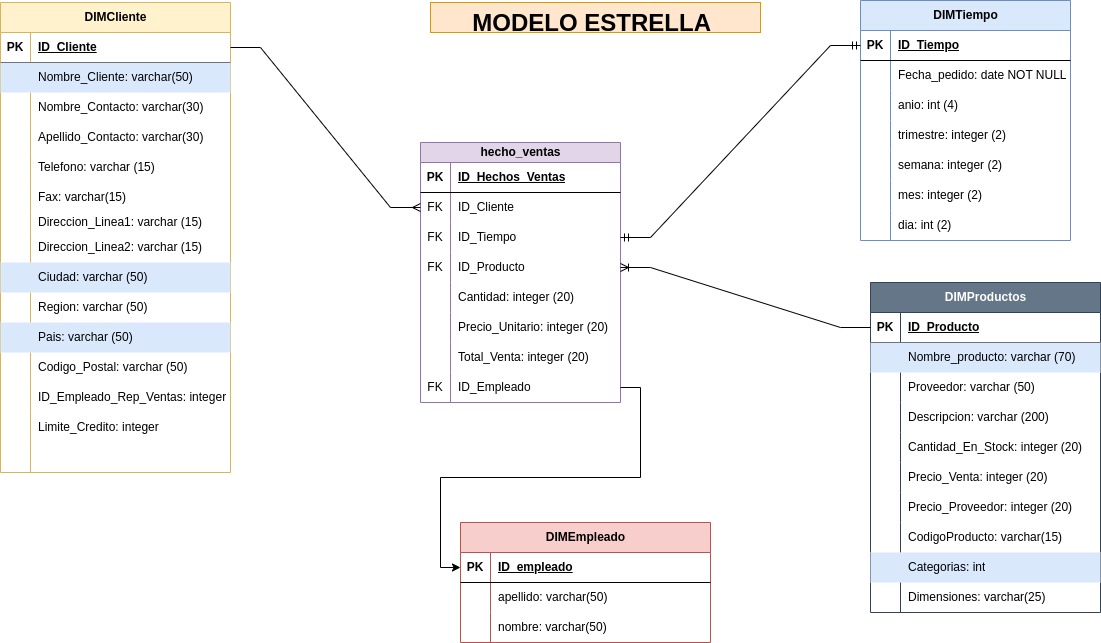 MODELO ESTRELLA
DIMCliente
PK ID_Cliente
Nombre_Cliente: varchar(50)
Nombre_Contacto: varchar(30)
Apellido_Contacto: varchar(30)
Telefono: varchar (15)
Fax: varchar(15)
Direccion_Linea1: varchar (15)
Direccion_Linea2: varchar (15)
Ciudad: varchar (50)
Region: varchar (50)
Pais: varchar (50)
Codigo_Postal: varchar (50)
ID_Empleado_Rep_Ventas: integer
Limite_Credito: integer
hecho_ventas
PK ID_Hechos_Ventas
FK ID_Cliente
FK ID_Tiempo
FK ID_Producto
Cantidad: integer (20)
Precio_Unitario: integer (20)
Total_Venta: integer (20)
FK ID_Empleado
DIMTiempo
PK ID_Tiempo
Fecha_pedido: date NOT NULL
anio: int (4)
trimestre: integer (2)
semana: integer (2)
mes: integer (2)
dia: int (2)
DIMProductos
PK ID_Producto
Nombre_producto: varchar (70)
Proveedor: varchar (50)
Descripcion: varchar (200)
Cantidad_En_Stock: integer (20)
Precio_Venta: integer (20)
Precio_Proveedor: integer (20)
CodigoProducto: varchar(15)
Categorias: int
Dimensiones: varchar(25)
DIMEmpleado
PK ID_empleado
apellido: varchar(50)
nombre: varchar(50)